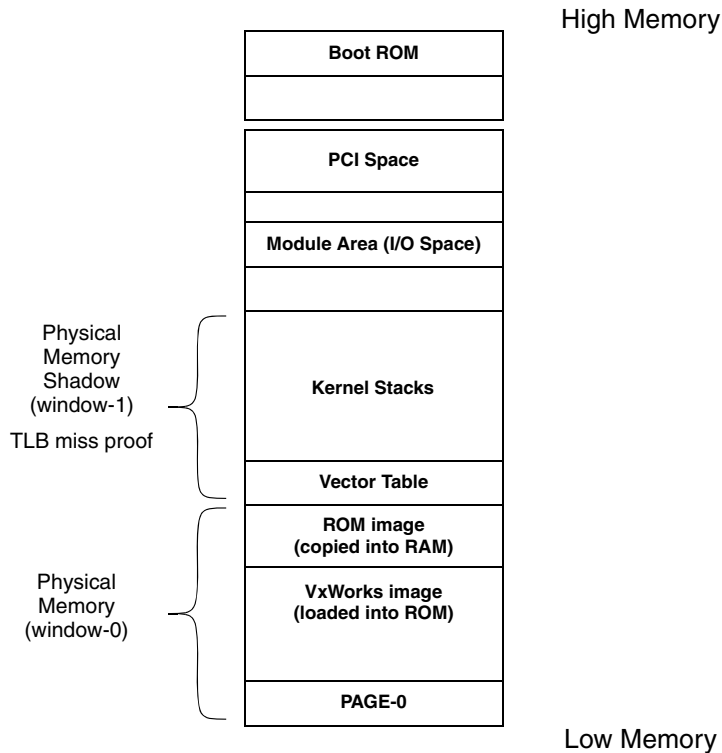 High Memory
Boot ROM
PCI Space
Module Area (I/O Space)
Physical
Memory
Shadow
(window-1)
TLB miss proof
Kernel Stacks
Vector Table
ROM image
(copied into RAM)
Physical
Memory
(window-0)
VxWorks image
(loaded into ROM)
PAGE-0
Low Memory